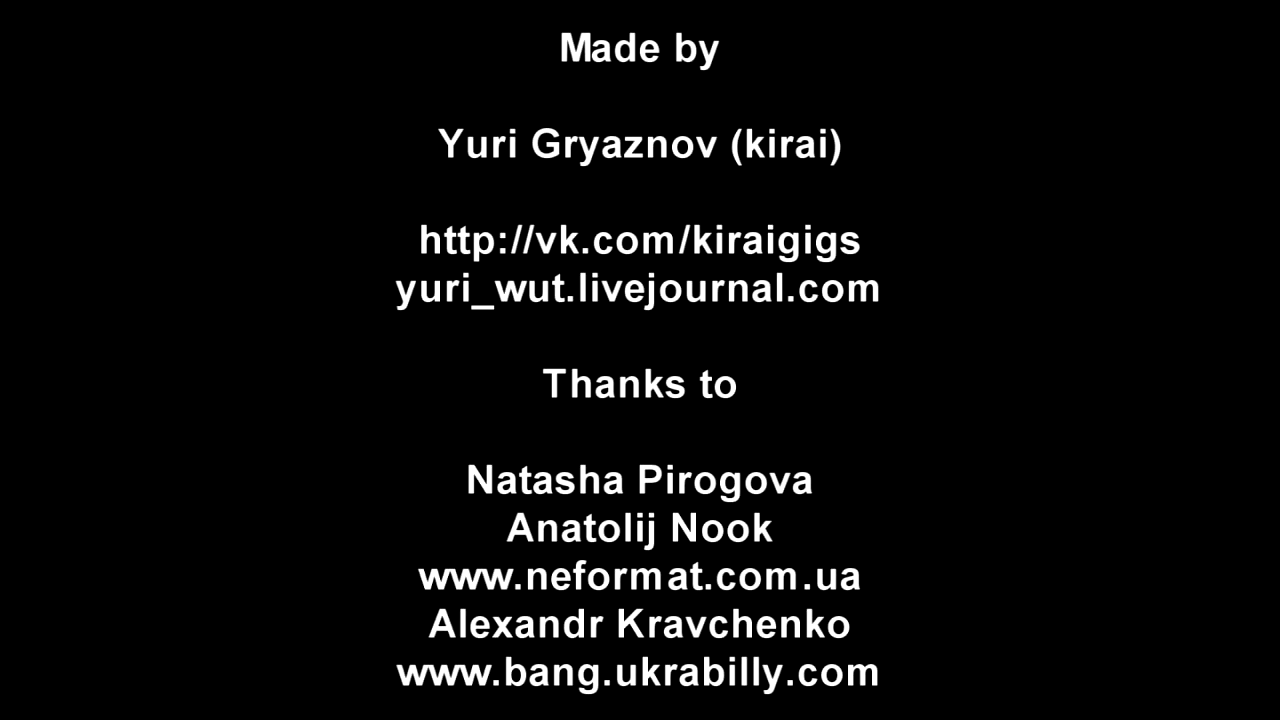 Made by
Yuri Gryaznov (kirai)
http://vk.com/kiraigigs
yuri_wut.livejournal.com
Thanks to
Natasha Pirogova
Anatolij Nook
www.neformat.com.ua
Alexandr Kravchenko
www.bang.ukrabilly.com